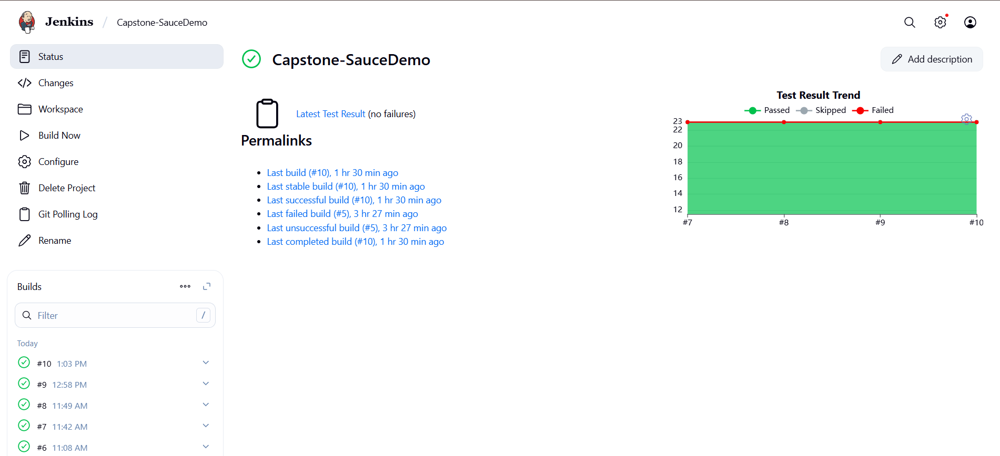 Jenkins / Capstone-SauceDemo
Status
Changes
Workspace
Build Now
Configure
Delete Project
Git Polling Log
Rename
Builds
Filter /
Today
#10 1:03 PM
#9 12:58 PM
#8 11:49 AM
#7 11:42 AM
#6 11:08 AM
Capstone-SauceDemo
Add description
Latest Test Result (no failures)
Permalinks
Last build (#10), 1 hr 30 min ago
Last stable build (#10), 1 hr 30 min ago
Last successful build (#10), 1 hr 30 min ago
Last failed build (#5), 3 hr 27 min ago
Last unsuccessful build (#5), 3 hr 27 min ago
Last completed build (#10), 1 hr 30 min ago
Test Result Trend
Passed Skipped Failed
23
22
20
18
16
14
12
#7 #8 #9 #10